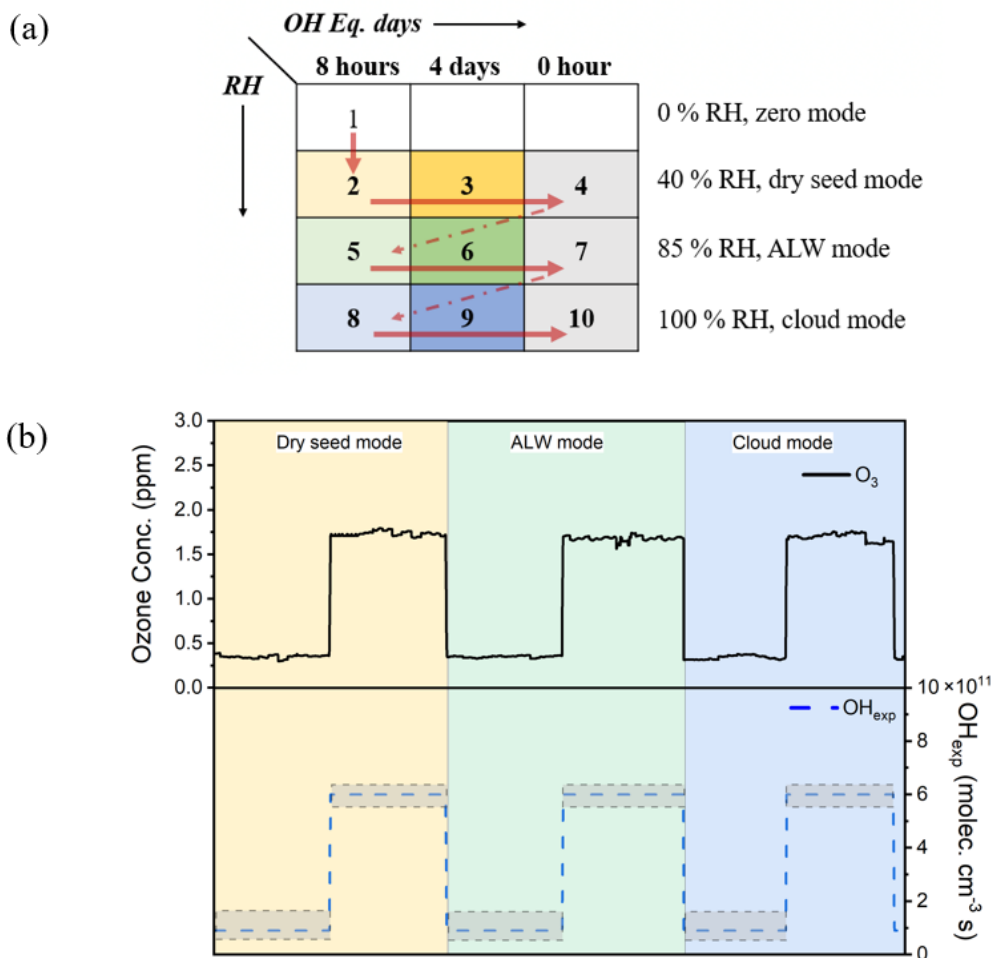 (a)
OH Eq. days
8 hours 4 days 0 hour
RH
1
0 % RH, zero mode
2 3 4
40 % RH, dry seed mode
5 6 7
85 % RH, ALW mode
8 9 10
100 % RH, cloud mode
(b)
Dry seed mode ALW mode Cloud mode
O₃
Ozone Conc. (ppm)
3.0
2.5
2.0
1.5
1.0
0.5
0.0
10 ×10¹¹
8
6
4
2
0
OHexp
OHexp (molec. cm⁻³ s)